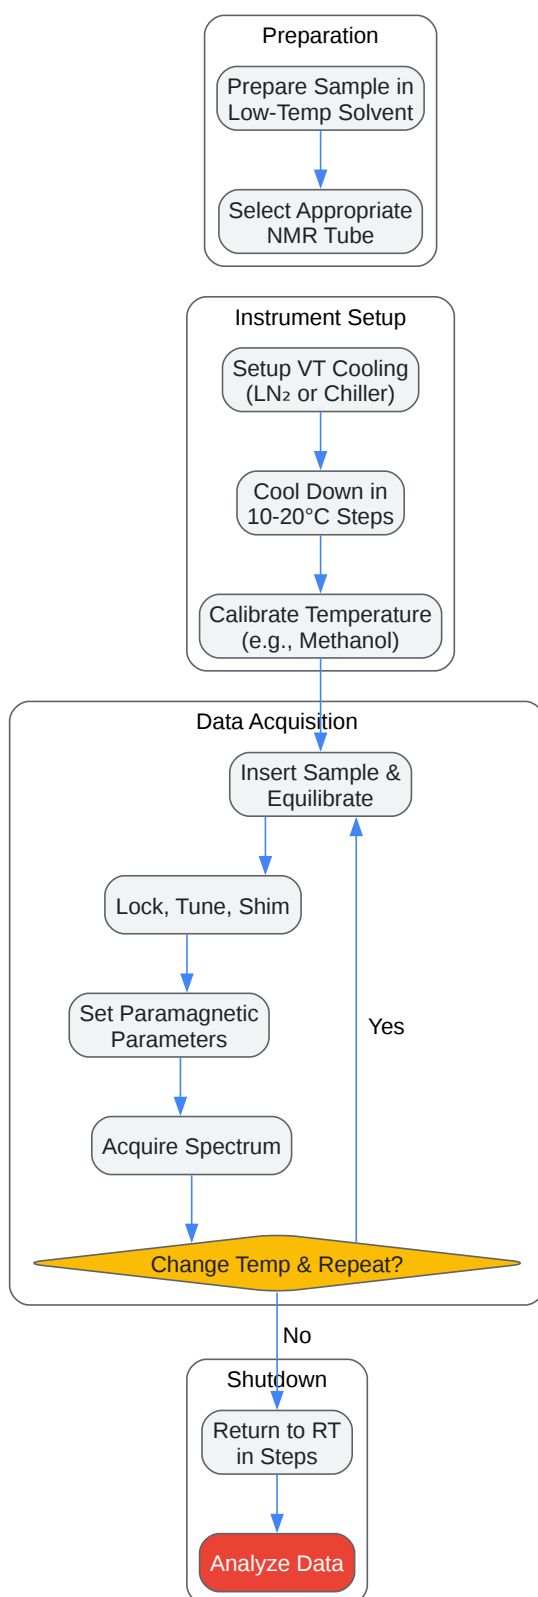 Preparation
Prepare Sample in
Low-Temp Solvent
Select Appropriate
NMR Tube
Instrument Setup
Setup VT Cooling
(LN₂ or Chiller)
Cool Down in
10-20°C Steps
Calibrate Temperature
(e.g., Methanol)
Data Acquisition
Insert Sample &
Equilibrate
Lock, Tune, Shim
Set Paramagnetic
Parameters
Yes
Acquire Spectrum
Change Temp & Repeat?
No
Shutdown
Return to RT
in Steps
Analyze Data